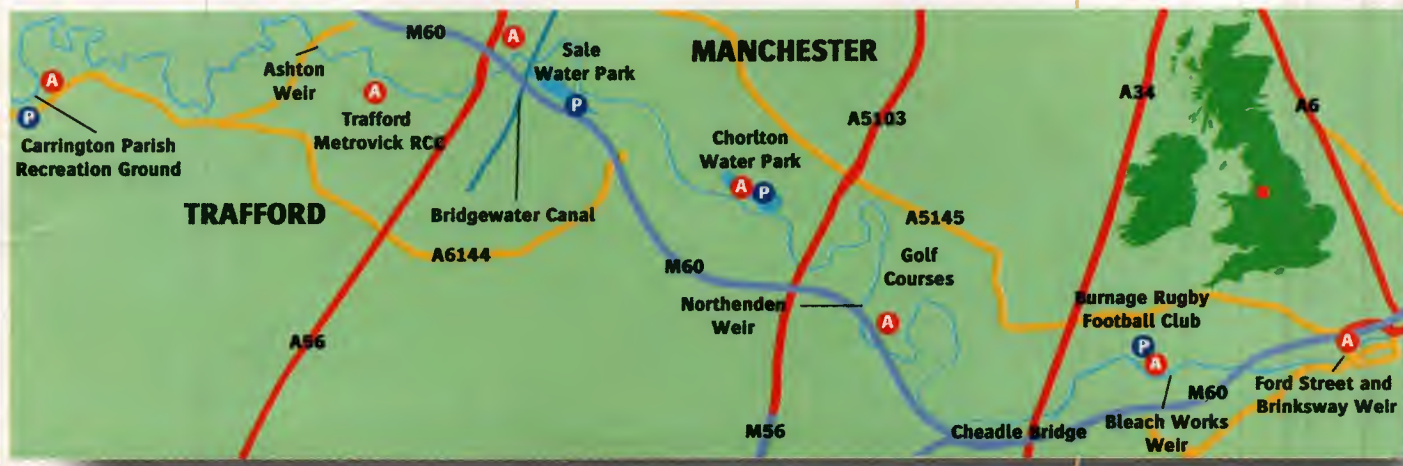 M60
A
Sale
Water Park
MANCHESTER
Ashton
Weir
A
A
Trafford
Metrovick RCC
P
P
Carrington Parish
Recreation Ground
A5103
A34
A6
Chorlton
Water Park
A
P
TRAFFORD
Bridgewater Canal
A5145
A6144
M60
Golf
Courses
Northenden
Weir
A
Burnage Rugby
Football Club
P
A
A
A56
Ford Street and
Brinksway Weir
M60
M56
Cheadle Bridge
Bleach Works
Weir